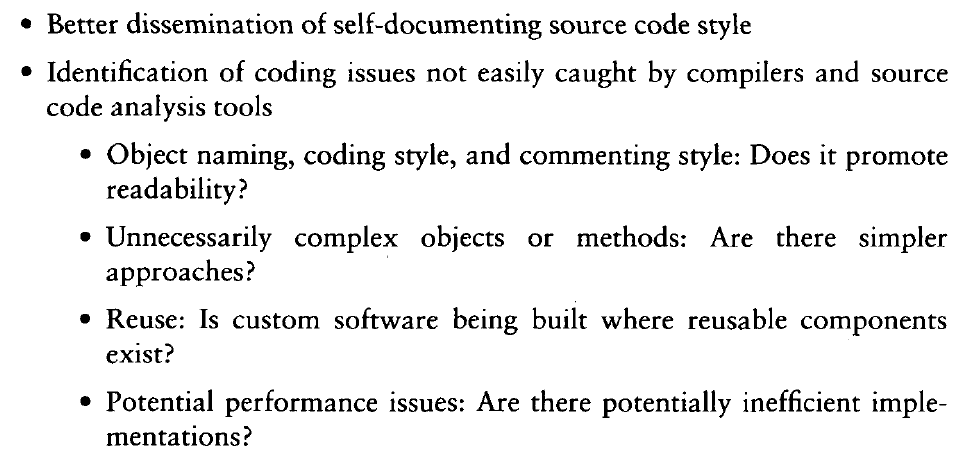 • Better dissemination of self-documenting source code style
• Identification of coding issues not easily caught by compilers and source
code analysis tools
• Object naming, coding style, and commenting style: Does it promote
readability?
• Unnecessarily complex objects or methods: Are there simpler
approaches?
• Reuse: Is custom software being built where reusable components
exist?
• Potential performance issues: Are there potentially inefficient imple-
mentations?